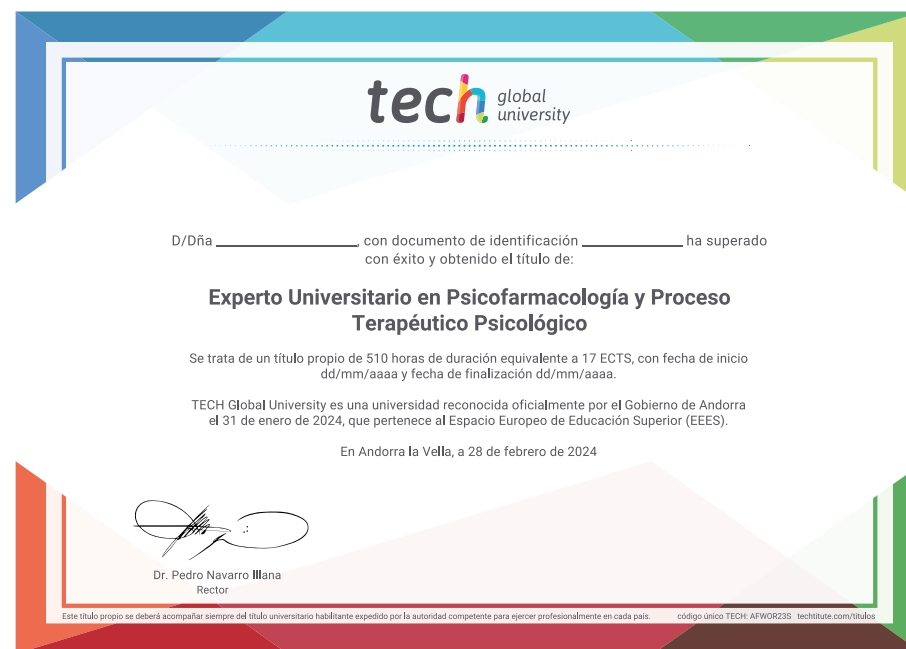 tech global university
D/Dña ______________, con documento de identificación __________ ha superado
con éxito y obtenido el título de:
Experto Universitario en Psicofarmacología y Proceso
Terapéutico Psicológico
Se trata de un título propio de 510 horas de duración equivalente a 17 ECTS, con fecha de inicio
dd/mm/aaaa y fecha de finalización dd/mm/aaaa.
TECH Global University es una universidad reconocida oficialmente por el Gobierno de Andorra
el 31 de enero de 2024, que pertenece al Espacio Europeo de Educación Superior (EEES).
En Andorra la Vella, a 28 de febrero de 2024
Dr. Pedro Navarro Illana
Rector
Este título propio se deberá acompañar siempre del título universitario habilitante expedido por la autoridad competente para ejercer profesionalmente en cada país. código único TECH: AFWOR23S techtitute.com/titulos